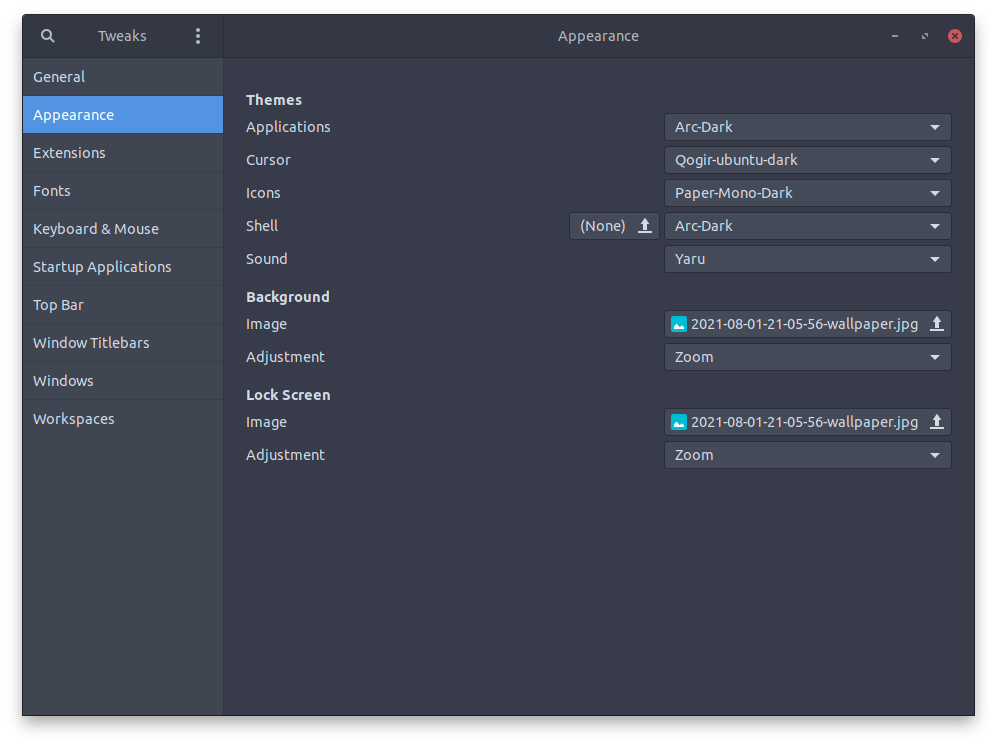 Tweaks
Appearance
General
Appearance
Extensions
Fonts
Keyboard & Mouse
Startup Applications
Top Bar
Window Titlebars
Windows
Workspaces
Themes
Applications Arc-Dark
Cursor Qogir-ubuntu-dark
Icons Paper-Mono-Dark
Shell (None) Arc-Dark
Sound Yaru
Background
Image 2021-08-01-21-05-56-wallpaper.jpg
Adjustment Zoom
Lock Screen
Image 2021-08-01-21-05-56-wallpaper.jpg
Adjustment Zoom